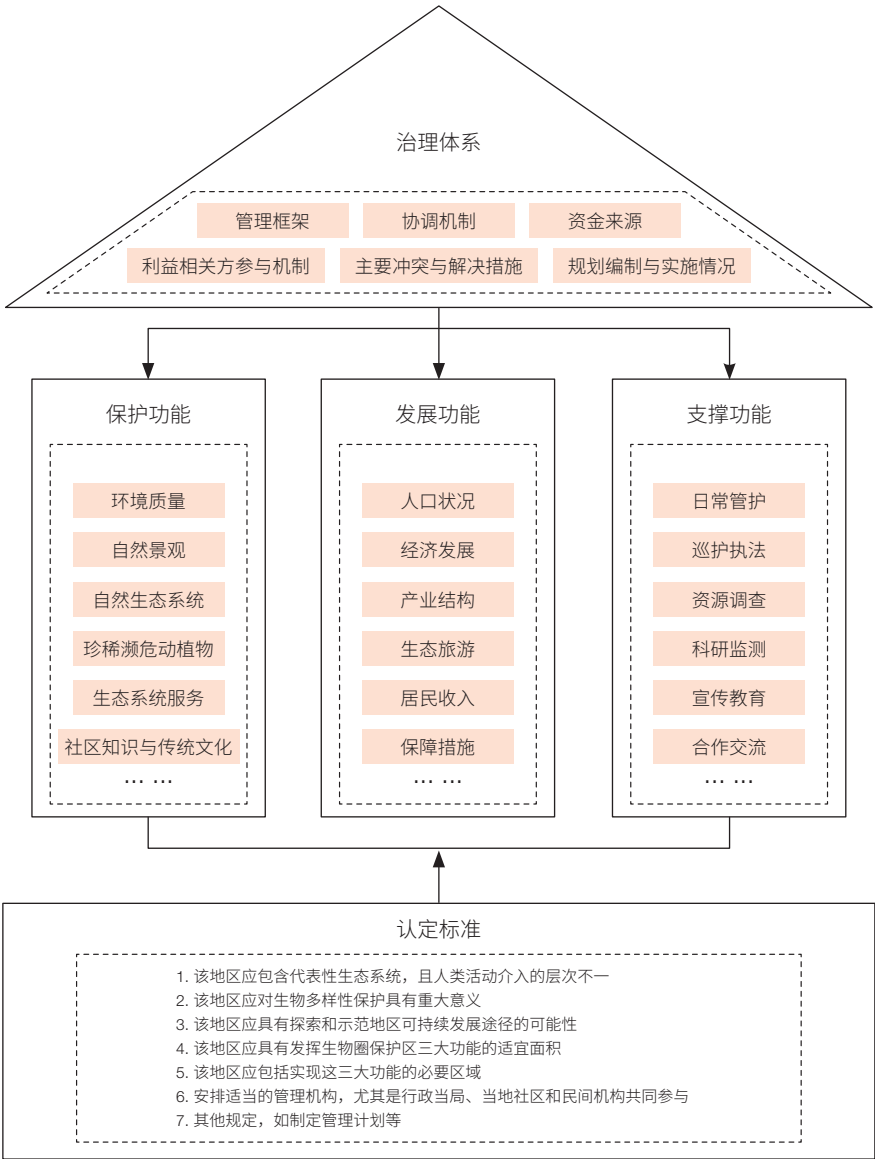 治理体系
管理框架 协调机制 资金来源
利益相关方参与机制 主要冲突与解决措施 规划编制与实施情况
保护功能
环境质量
自然景观
自然生态系统
珍稀濒危动植物
生态系统服务
社区知识与传统文化
… …
发展功能
人口状况
经济发展
产业结构
生态旅游
居民收入
保障措施
… …
支撑功能
日常管护
巡护执法
资源调查
科研监测
宣传教育
合作交流
… …
认定标准
1. 该地区应包含代表性生态系统，且人类活动介入的层次不一
2. 该地区应对生物多样性保护具有重大意义
3. 该地区应具有探索和示范地区可持续发展途径的可能性
4. 该地区应具有发挥生物圈保护区三大功能的适宜面积
5. 该地区应包括实现这三大功能的必要区域
6. 安排适当的管理机构，尤其是行政当局、当地社区和民间机构共同参与
7. 其他规定，如制定管理计划等